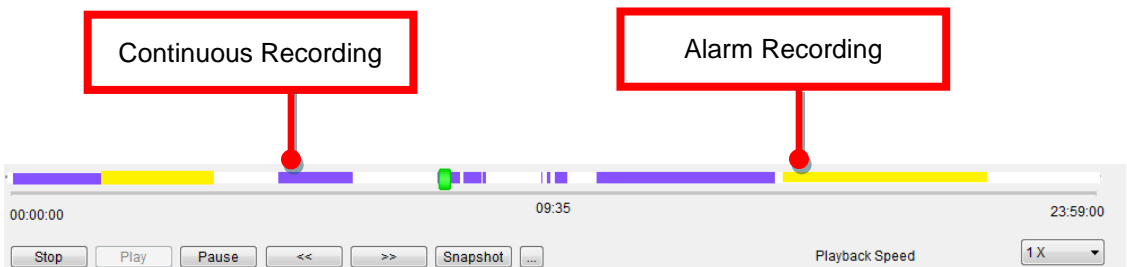 Continuous Recording
Alarm Recording
00:00:00
09:35
23:59:00
Stop
Play
Pause
<<
>>
Snapshot
...
Playback Speed
1 X